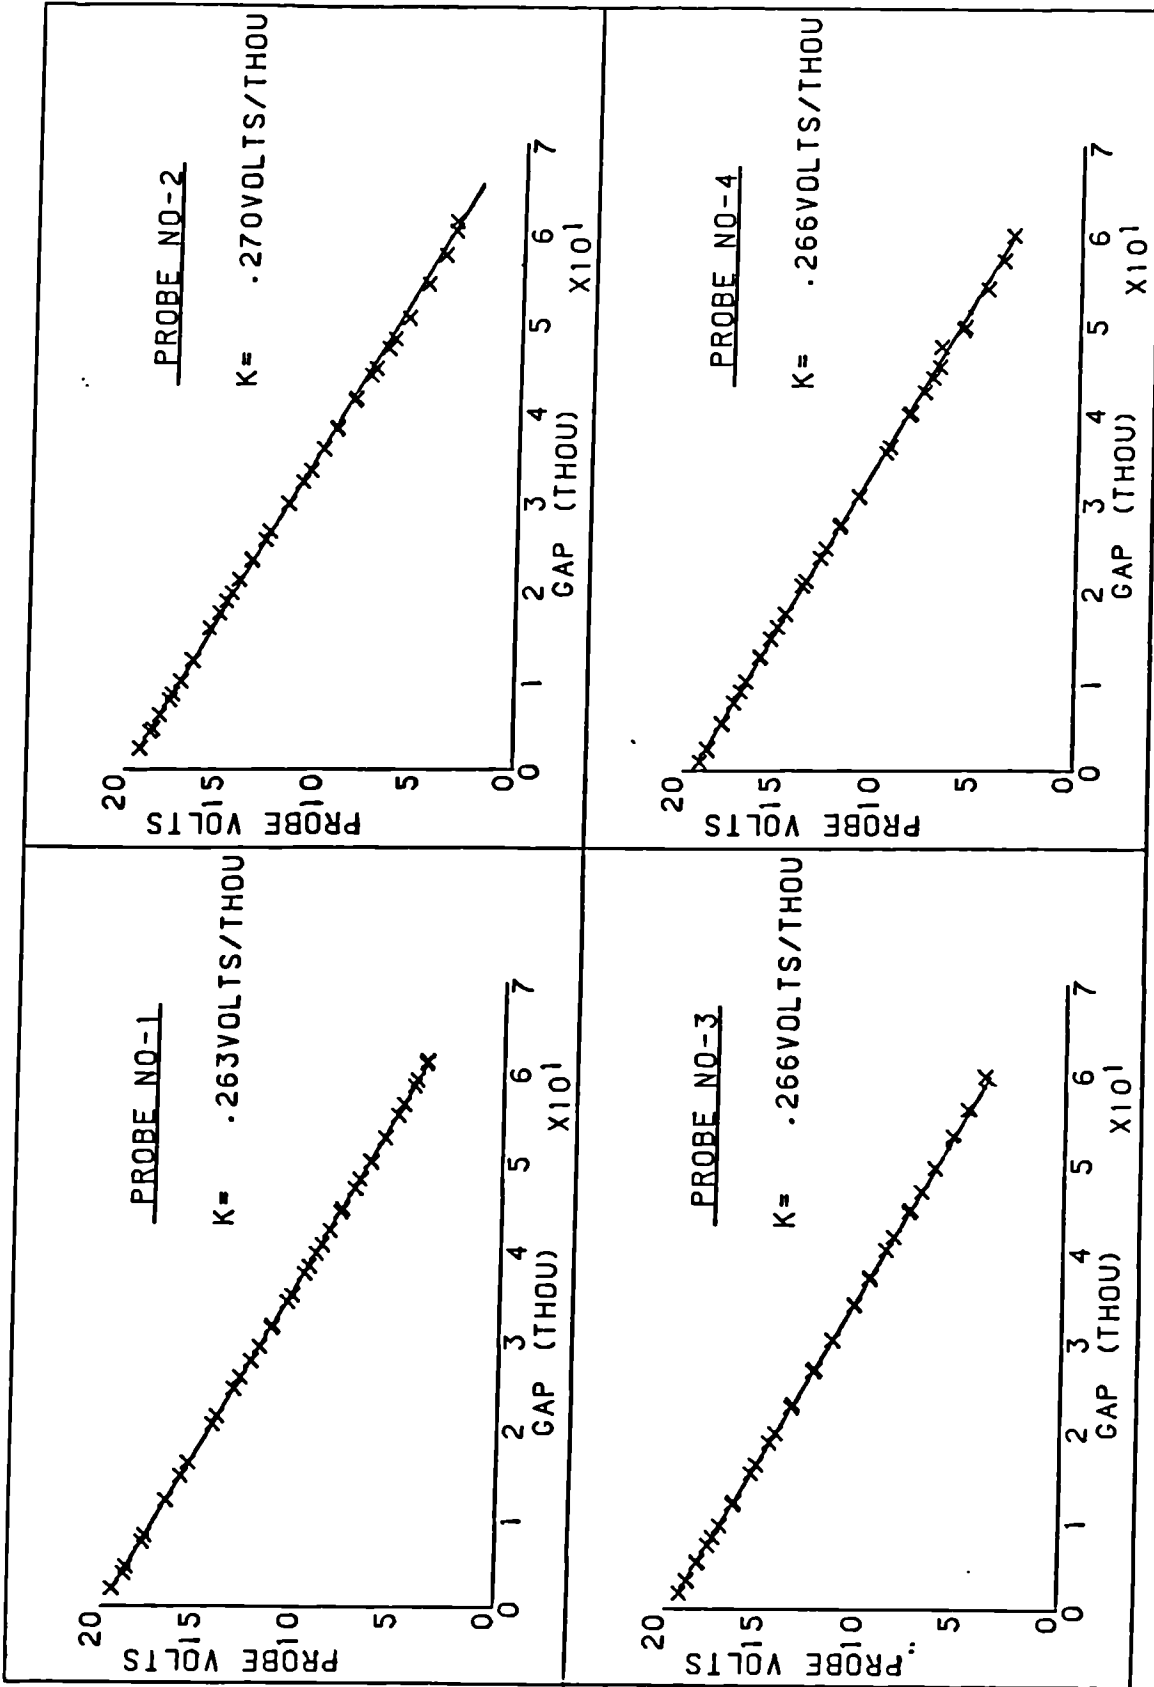 PROBE NO-1
K= .263VOLTS/THOU
PROBE VOLTS
20
15
10
5
0
0 1 2 3 4 5 6 7
GAP (THOU) X10¹
PROBE NO-2
K= .270VOLTS/THOU
PROBE VOLTS
20
15
10
5
0
0 1 2 3 4 5 6 7
GAP (THOU) X10¹
PROBE NO-3
K= .266VOLTS/THOU
PROBE VOLTS
20
15
10
5
0
0 1 2 3 4 5 6 7
GAP (THOU) X10¹
PROBE NO-4
K= .266VOLTS/THOU
PROBE VOLTS
20
15
10
5
0
0 1 2 3 4 5 6 7
GAP (THOU) X10¹